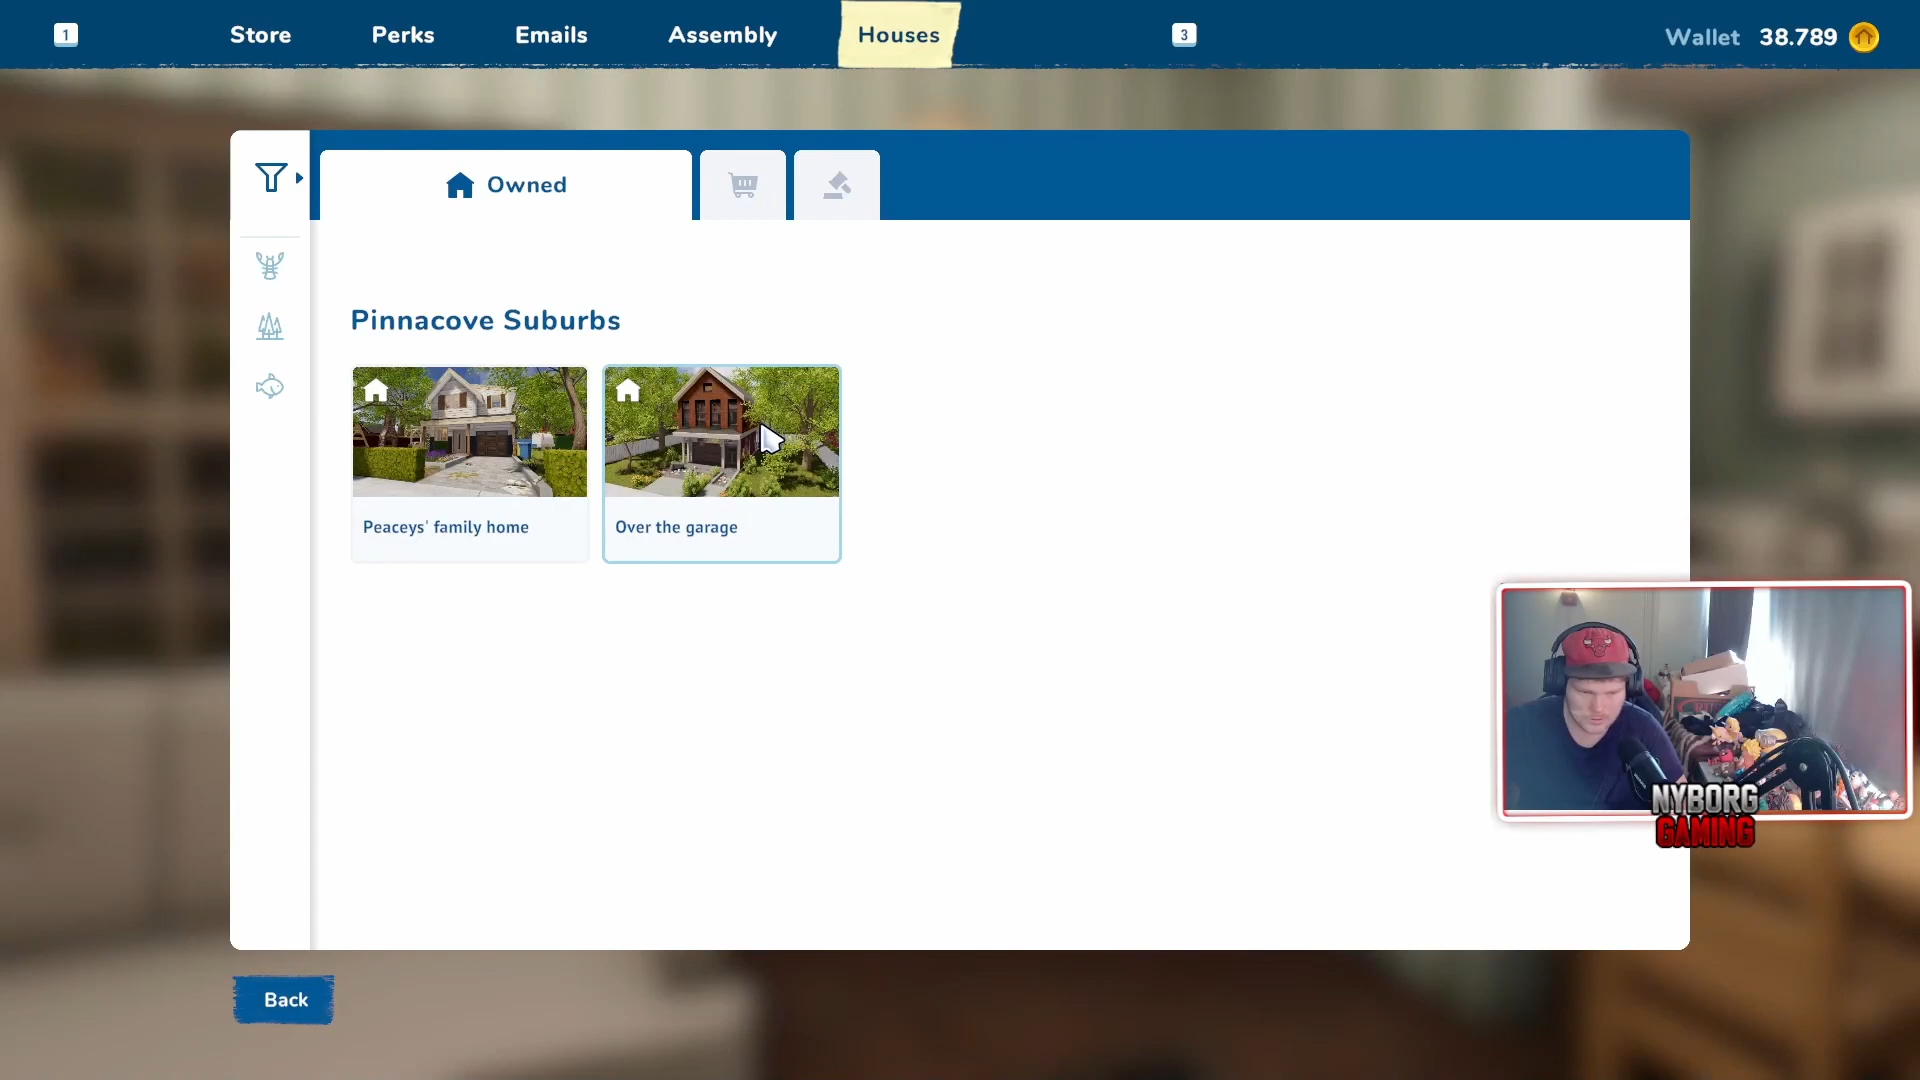 1
Store
Perks
Emails
Assembly
Houses
3
Wallet 38.789
Owned
Pinnacove Suburbs
Peaceys' family home
Over the garage
NYBORG
GAMING
Back